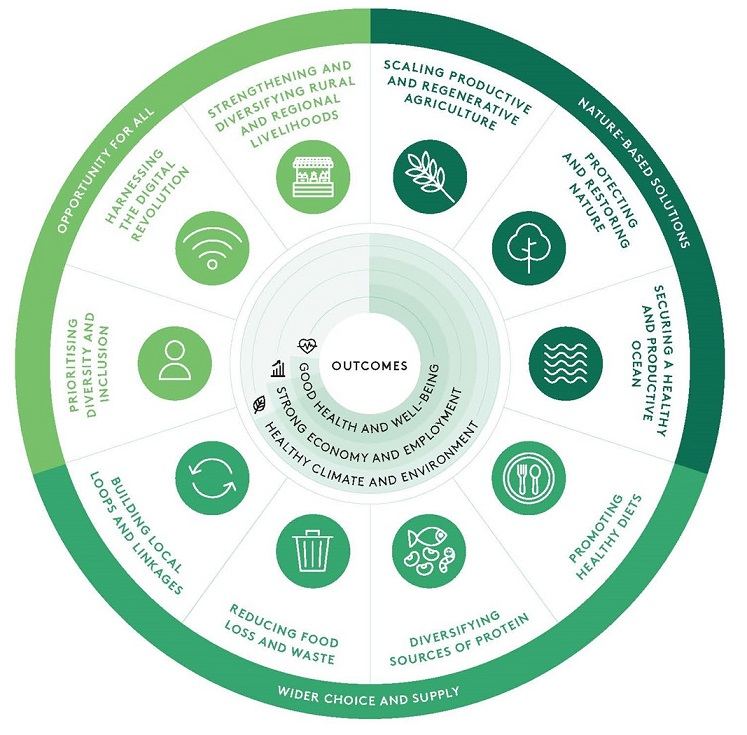 NATURE-BASED SOLUTIONS
SCALING PRODUCTIVE
AND REGENERATIVE
AGRICULTURE
PROTECTING
AND RESTORING
NATURE
SECURING A HEALTHY
AND PRODUCTIVE
OCEAN
WIDER CHOICE AND SUPPLY
PROMOTING
HEALTHY DIETS
DIVERSIFYING
SOURCES OF PROTEIN
REDUCING FOOD
LOSS AND WASTE
BUILDING LOCAL
LOOPS AND LINKAGES
OPPORTUNITY FOR ALL
PRIORITISING
DIVERSITY AND
INCLUSION
HARNESSING
THE DIGITAL
REVOLUTION
STRENGTHENING AND
DIVERSIFYING RURAL
AND REGIONAL
LIVELIHOODS
OUTCOMES
GOOD HEALTH AND WELL-BEING
STRONG ECONOMY AND EMPLOYMENT
HEALTHY CLIMATE AND ENVIRONMENT